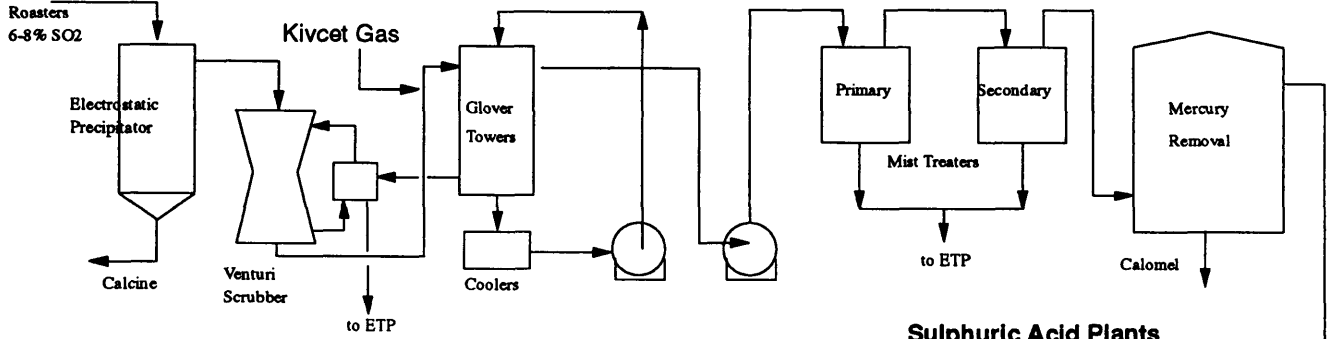 Roasters
6-8% SO2
Kivcet Gas
Electrostatic
Precipitator
Glover
Towers
Primary
Secondary
Mercury
Removal
Mist Treaters
Calcine
Venturi
Scrubber
Coolers
to ETP
to ETP
Calomel
Sulphuric Acid Plants